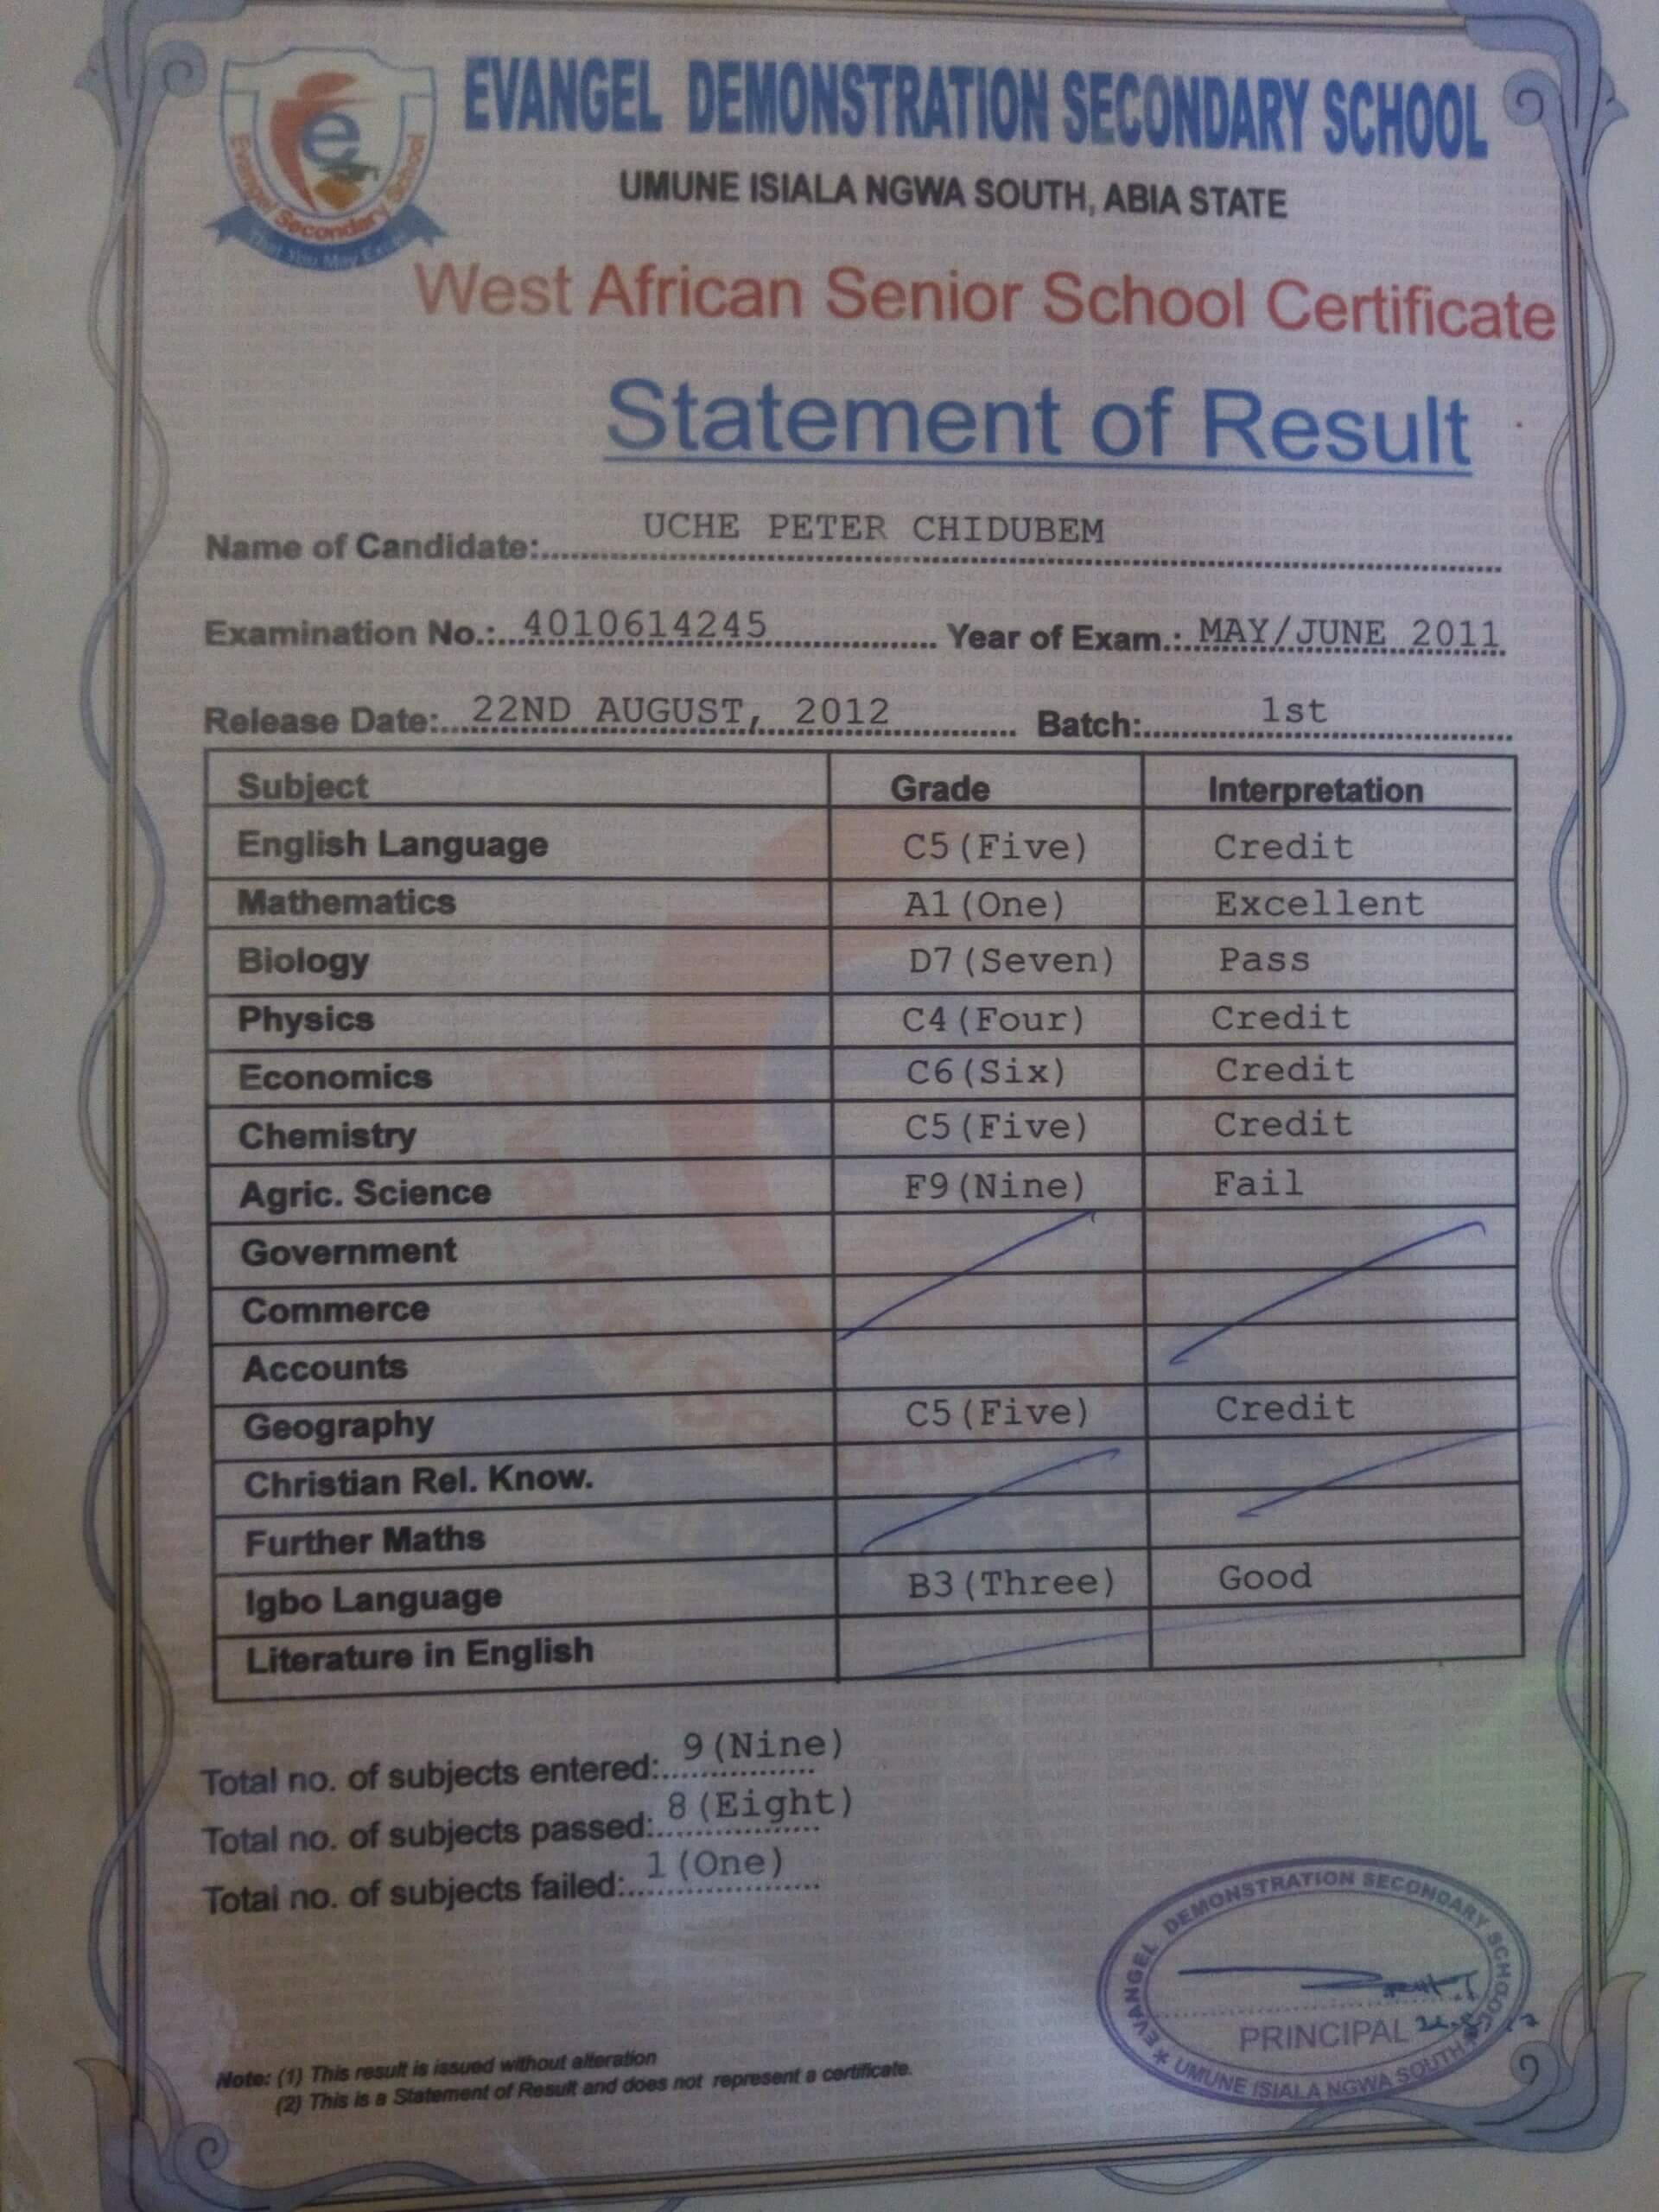 EVANGEL DEMONSTRATION SECONDARY SCHOOL
UMUNE ISIALA NGWA SOUTH, ABIA STATE
e
Evangel Secondary School
That You May Excel
West African Senior School Certificate
Statement of Result
Name of Candidate: UCHE PETER CHIDUBEM
Examination No.: 4010614245 Year of Exam.: MAY/JUNE 2011
Release Date: 22ND AUGUST, 2012 Batch: 1st
Subject Grade Interpretation
English Language C5(Five) Credit
Mathematics A1(One) Excellent
Biology D7(Seven) Pass
Physics C4(Four) Credit
Economics C6(Six) Credit
Chemistry C5(Five) Credit
Agric. Science F9(Nine) Fail
Government
Commerce
Accounts
Geography C5(Five) Credit
Christian Rel. Know.
Further Maths
Igbo Language B3(Three) Good
Literature in English
Total no. of subjects entered: 9(Nine)
Total no. of subjects passed: 8(Eight)
Total no. of subjects failed: 1(One)
EVANGEL DEMONSTRATION SECONDARY SCHOOL
PRINCIPAL
UMUNE ISIALA NGWA SOUTH
Note: (1) This result is issued without alteration
(2) This is a Statement of Result and does not represent a certificate.